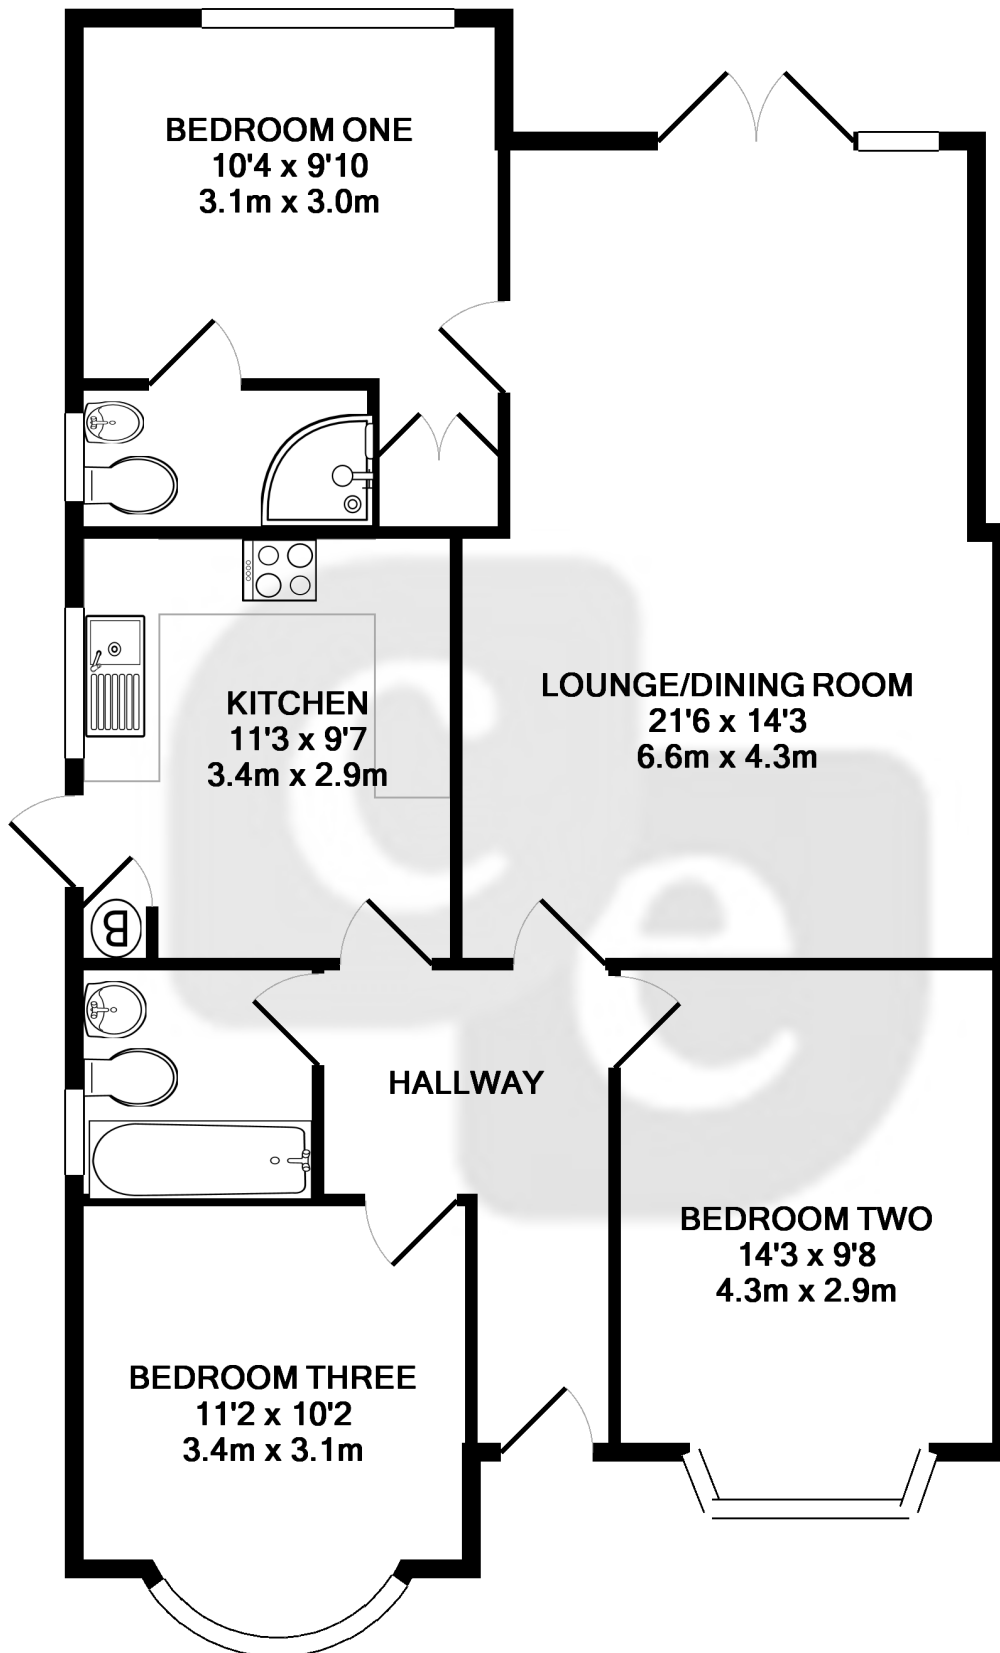 BEDROOM ONE
10'4 x 9'10
3.1m x 3.0m
LOUNGE/DINING ROOM
21'6 x 14'3
6.6m x 4.3m
KITCHEN
11'3 x 9'7
3.4m x 2.9m
B
HALLWAY
BEDROOM TWO
14'3 x 9'8
4.3m x 2.9m
BEDROOM THREE
11'2 x 10'2
3.4m x 3.1m
c
e